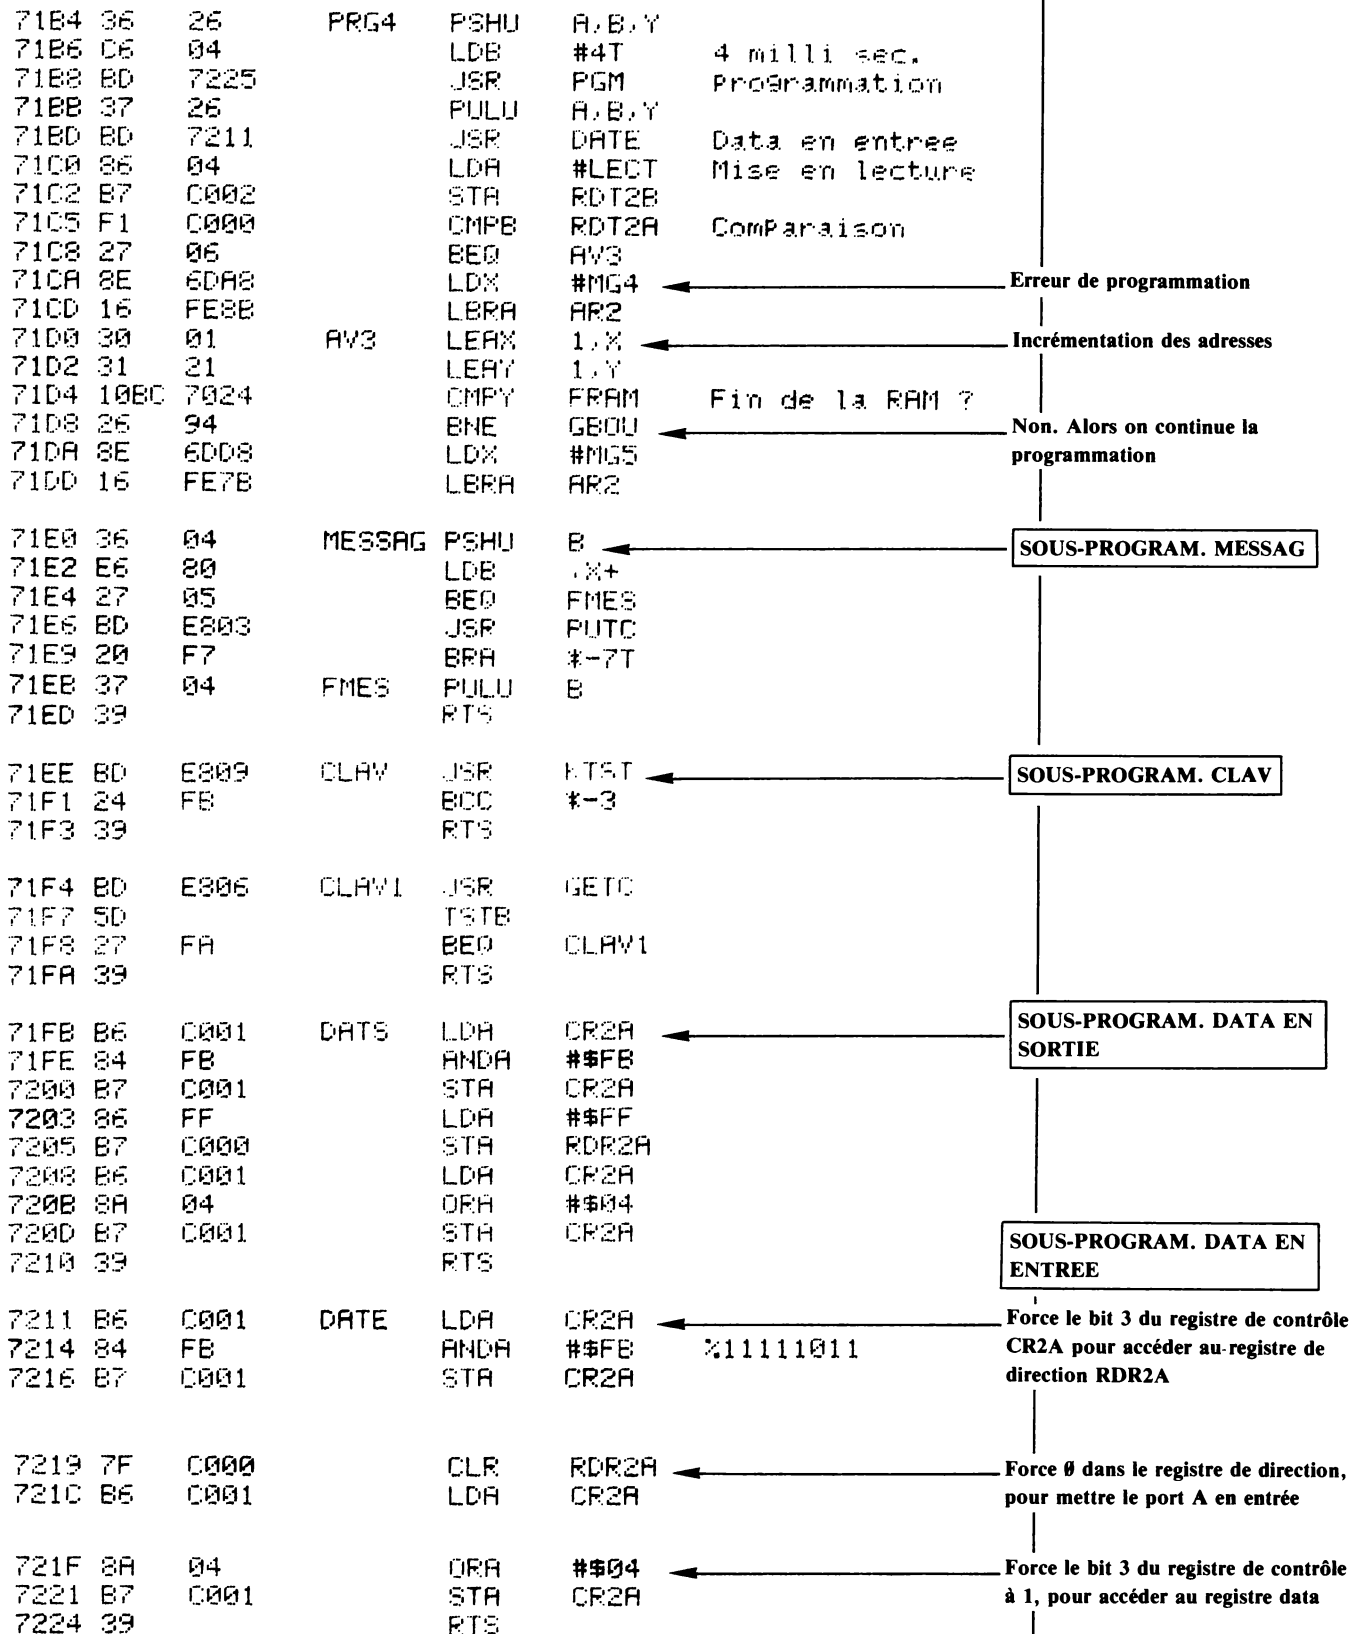 71B4 36 26 PRG4 PSHU A,B,Y
71B6 C6 04 LDB #4T 4 milli sec.
71B8 BD 7225 JSR PGM Programmation
71BB 37 26 PULU A,B,Y
71BD BD 7211 JSR DATE Data en entree
71C0 86 04 LDA #LECT Mise en lecture
71C2 B7 C002 STA RDT2B
71C5 F1 C000 CMPB RDT2A Comparaison
71C8 27 06 BEQ AV3
71CA 8E 6DA8 LDX #MG4 Erreur de programmation
71CD 16 FE8B LBRA AR2
71D0 30 01 AV3 LEAX 1,X Incrémentation des adresses
71D2 31 21 LEAY 1,Y
71D4 10BC 7024 CMPY FRAM Fin de la RAM ?
71D8 26 94 BNE GBOU Non. Alors on continue la
71DA 8E 6DD8 LDX #MG5 programmation
71DD 16 FE7B LBRA AR2
71E0 36 04 MESSAG PSHU B SOUS-PROGRAM. MESSAG
71E2 E6 80 LDB ,X+
71E4 27 05 BEQ FMES
71E6 BD E803 JSR PUTC
71E9 20 F7 BRA *-7T
71EB 37 04 FMES PULU B
71ED 39 RTS
71EE BD E809 CLAV JSR KTST SOUS-PROGRAM. CLAV
71F1 24 FB BCC *-3
71F3 39 RTS
71F4 BD E806 CLAV1 JSR GETC
71F7 5D TSTB
71F8 27 FA BEQ CLAV1
71FA 39 RTS
71FB B6 C001 DATS LDA CR2A SOUS-PROGRAM. DATA EN
SORTIE
71FE 84 FB ANDA #$FB
7200 B7 C001 STA CR2A
7203 86 FF LDA #$FF
7205 B7 C000 STA RDR2A
7208 B6 C001 LDA CR2A
720B 8A 04 ORA #$04
720D B7 C001 STA CR2A
7210 39 RTS
SOUS-PROGRAM. DATA EN
ENTREE
7211 B6 C001 DATE LDA CR2A Force le bit 3 du registre de contrôle
7214 84 FB ANDA #$FB %11111011 CR2A pour accéder au-registre de
7216 B7 C001 STA CR2A direction RDR2A
7219 7F C000 CLR RDR2A Force 0 dans le registre de direction,
721C B6 C001 LDA CR2A pour mettre le port A en entrée
721F 8A 04 ORA #$04 Force le bit 3 du registre de contrôle
7221 B7 C001 STA CR2A à 1, pour accéder au registre data
7224 39 RTS